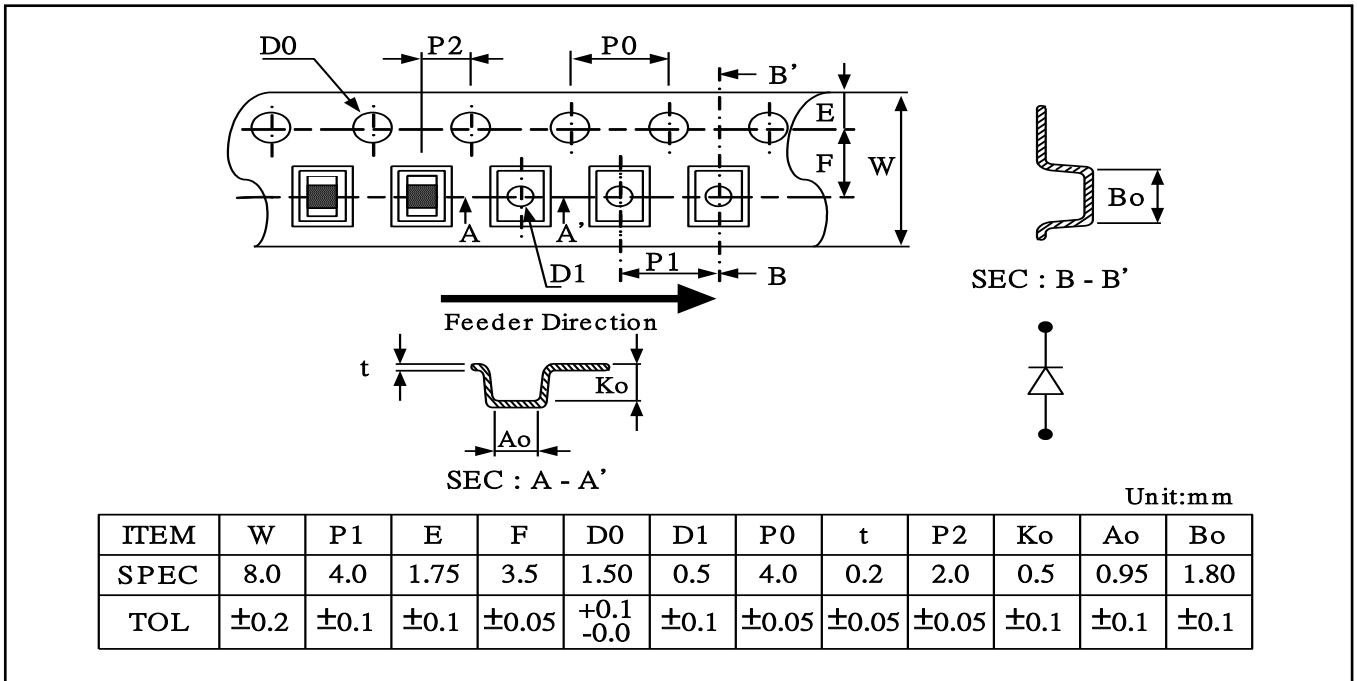 D0
P2
P0
B’
E
F
W
A
A’
D1
P1
B
Bo
SEC : B - B’
Feeder Direction
t
Ko
Ao
SEC : A - A’
Unit:mm
ITEM W P1 E F D0 D1 P0 t P2 Ko Ao Bo
SPEC 8.0 4.0 1.75 3.5 1.50 0.5 4.0 0.2 2.0 0.5 0.95 1.80
TOL ±0.2 ±0.1 ±0.1 ±0.05 +0.1 -0.0 ±0.1 ±0.05 ±0.05 ±0.05 ±0.1 ±0.1 ±0.1